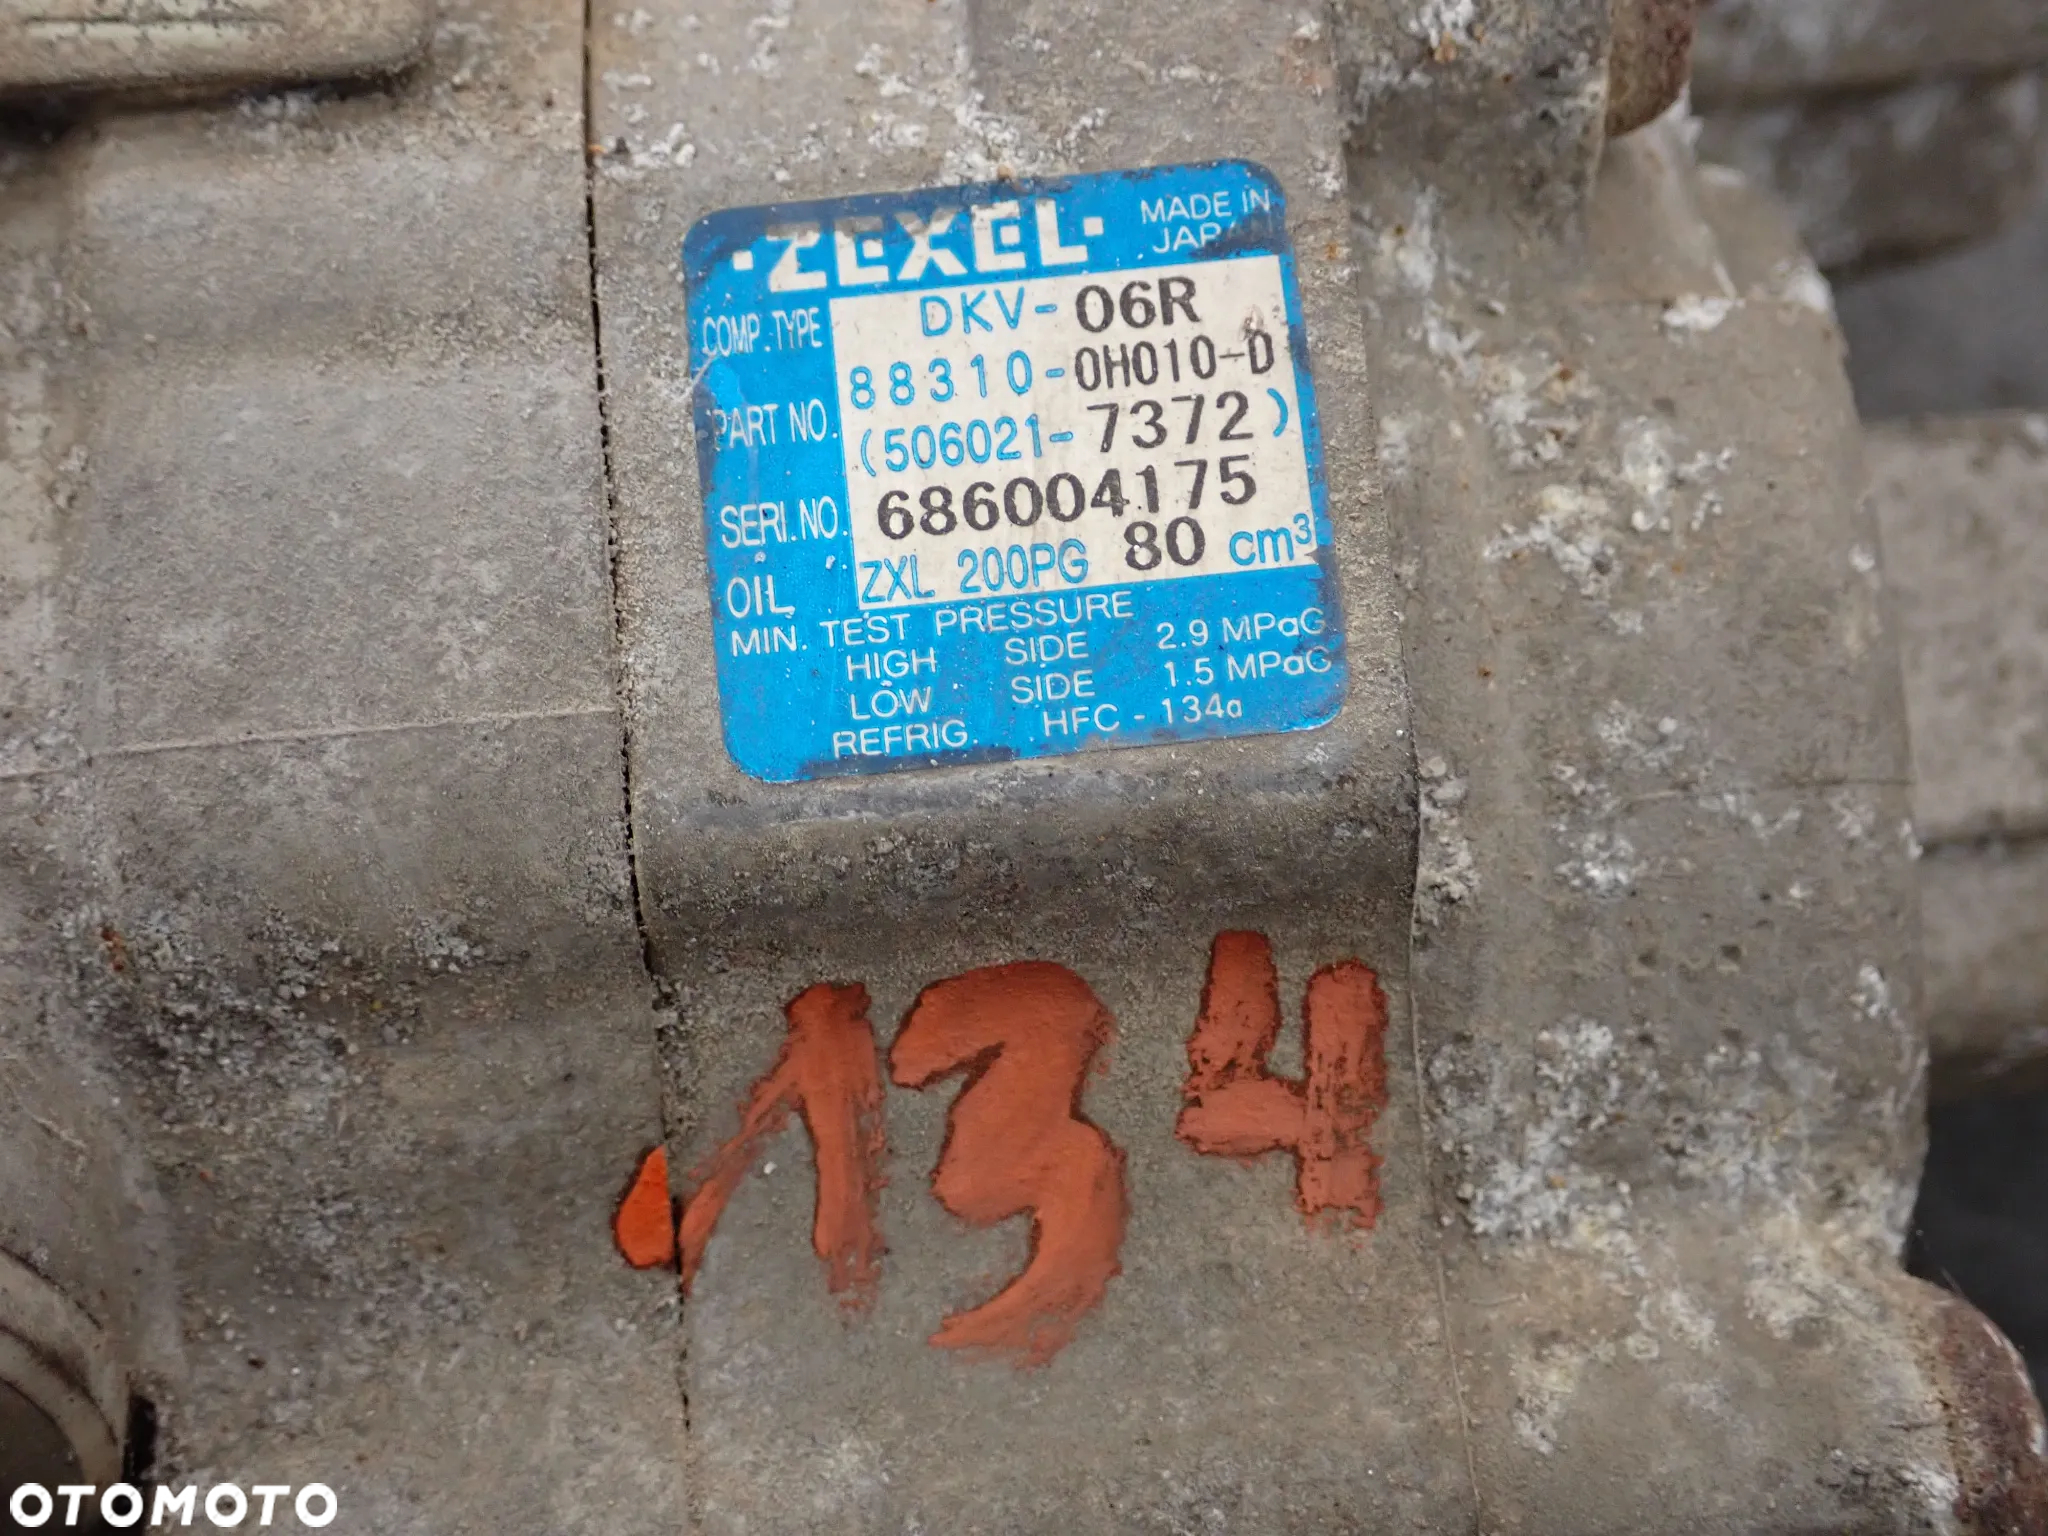 ·ZEXEL· MADE IN
JAPAN
COMP. TYPE DKV-06R
PART NO. 88310-0H010-D
(506021-7372)
SERI.NO. 686004175
OIL ZXL 200PG 80 cm³
MIN. TEST PRESSURE
HIGH SIDE 2.9 MPaG
LOW SIDE 1.5 MPaG
REFRIG. HFC-134a
134
OTOMOTO